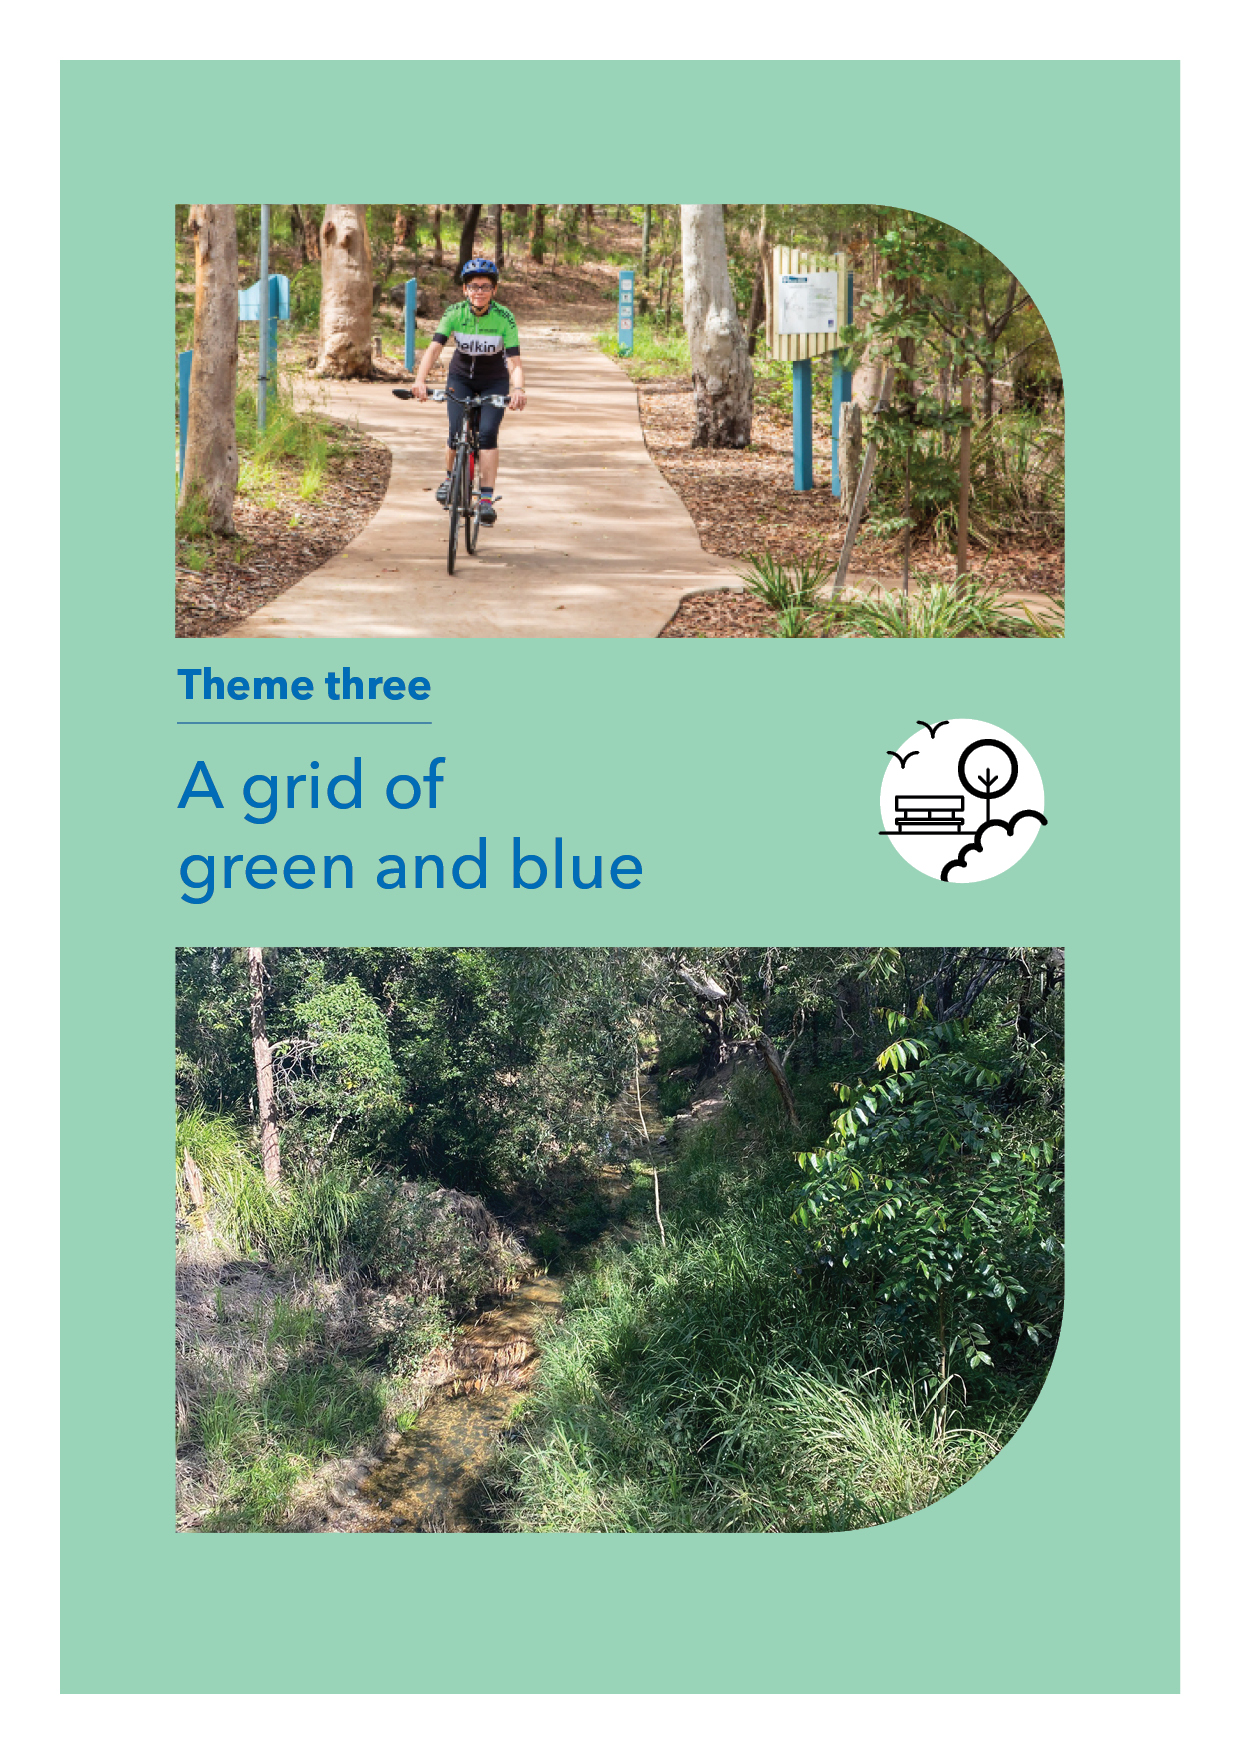 Theme three
A grid of
green and blue